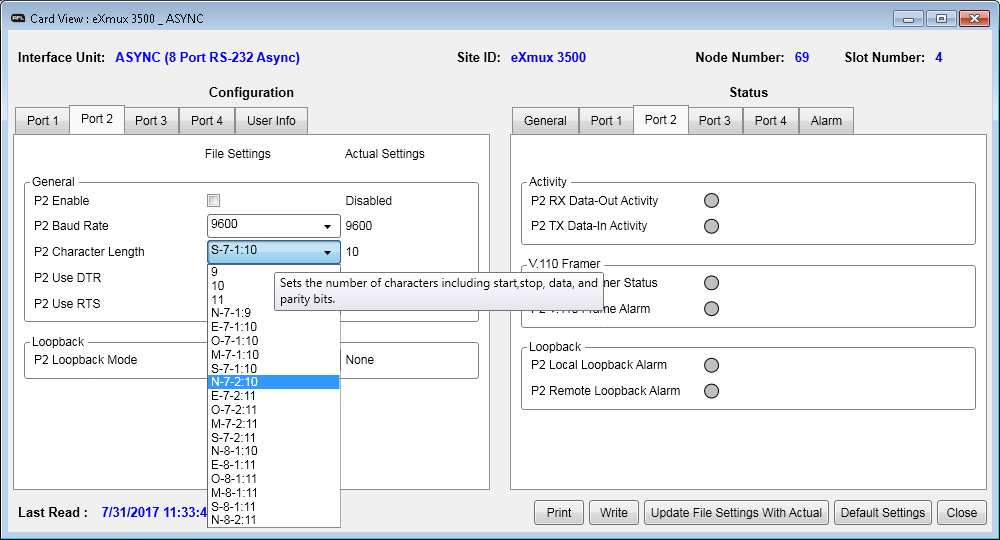 AFL Card View : eXmux 3500 _ ASYNC
Interface Unit: ASYNC (8 Port RS-232 Async) Site ID: eXmux 3500 Node Number: 69 Slot Number: 4
Configuration
Port 1 Port 2 Port 3 Port 4 User Info
File Settings Actual Settings
General
P2 Enable Disabled
P2 Baud Rate 9600 9600
P2 Character Length S-7-1:10 10
P2 Use DTR
P2 Use RTS
9
10
11
N-7-1:9
E-7-1:10
O-7-1:10
M-7-1:10
S-7-1:10
N-7-2:10
E-7-2:11
O-7-2:11
M-7-2:11
S-7-2:11
N-8-1:10
E-8-1:11
O-8-1:11
M-8-1:11
S-8-1:11
N-8-2:11
Sets the number of characters including start,stop, data, and
parity bits.
Loopback
P2 Loopback Mode None
Status
General Port 1 Port 2 Port 3 Port 4 Alarm
Activity
P2 RX Data-Out Activity
P2 TX Data-In Activity
V.110 Framer
Status
Frame Alarm
Loopback
P2 Local Loopback Alarm
P2 Remote Loopback Alarm
Last Read : 7/31/2017 11:33:4
Print Write Update File Settings With Actual Default Settings Close